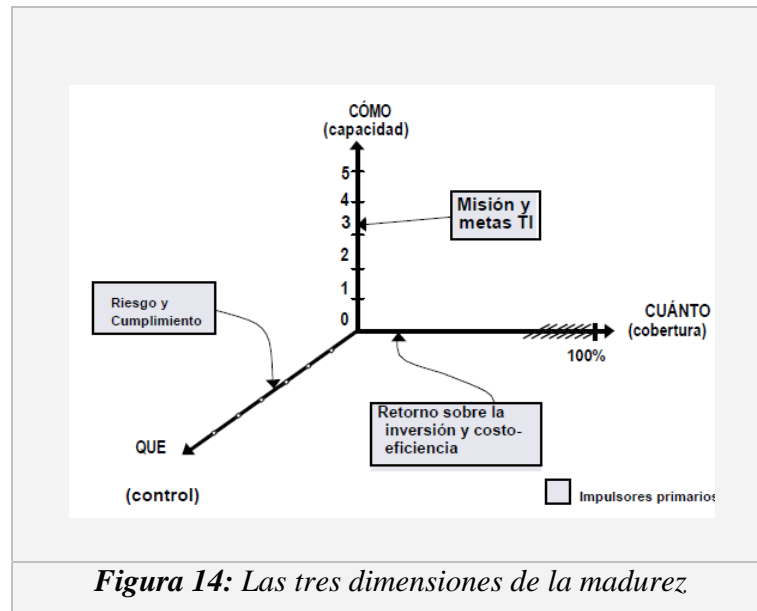 CÓMO
(capacidad)
5
4
3
2
1
0
Misión y
metas TI
Riesgo y
Cumplimiento
CUÁNTO
(cobertura)
100%
Retorno sobre la
inversión y costo-
eficiencia
QUE
(control)
Impulsores primarios
Figura 14: Las tres dimensiones de la madurez